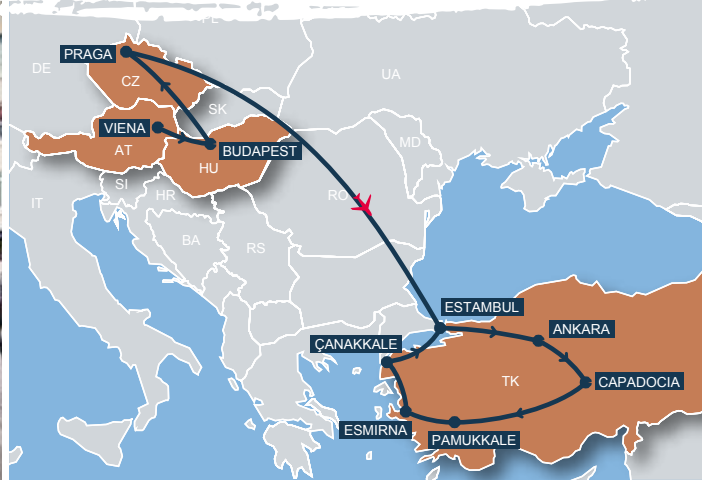 PL
DE
PRAGA
CZ
UA
SK
VIENA
AT
BUDAPEST
HU
MD
SI
HR
RO
IT
BA
RS
ESTAMBUL
ÇANAKKALE
ANKARA
TK
CAPADOCIA
ESMIRNA
PAMUKKALE